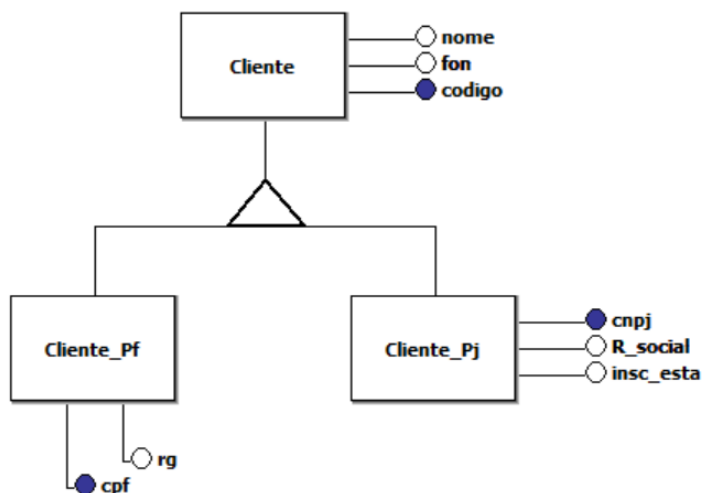 nome
Cliente
fon
codigo
Cliente_Pf
Cliente_Pj
cnpj
R_social
insc_esta
rg
cpf